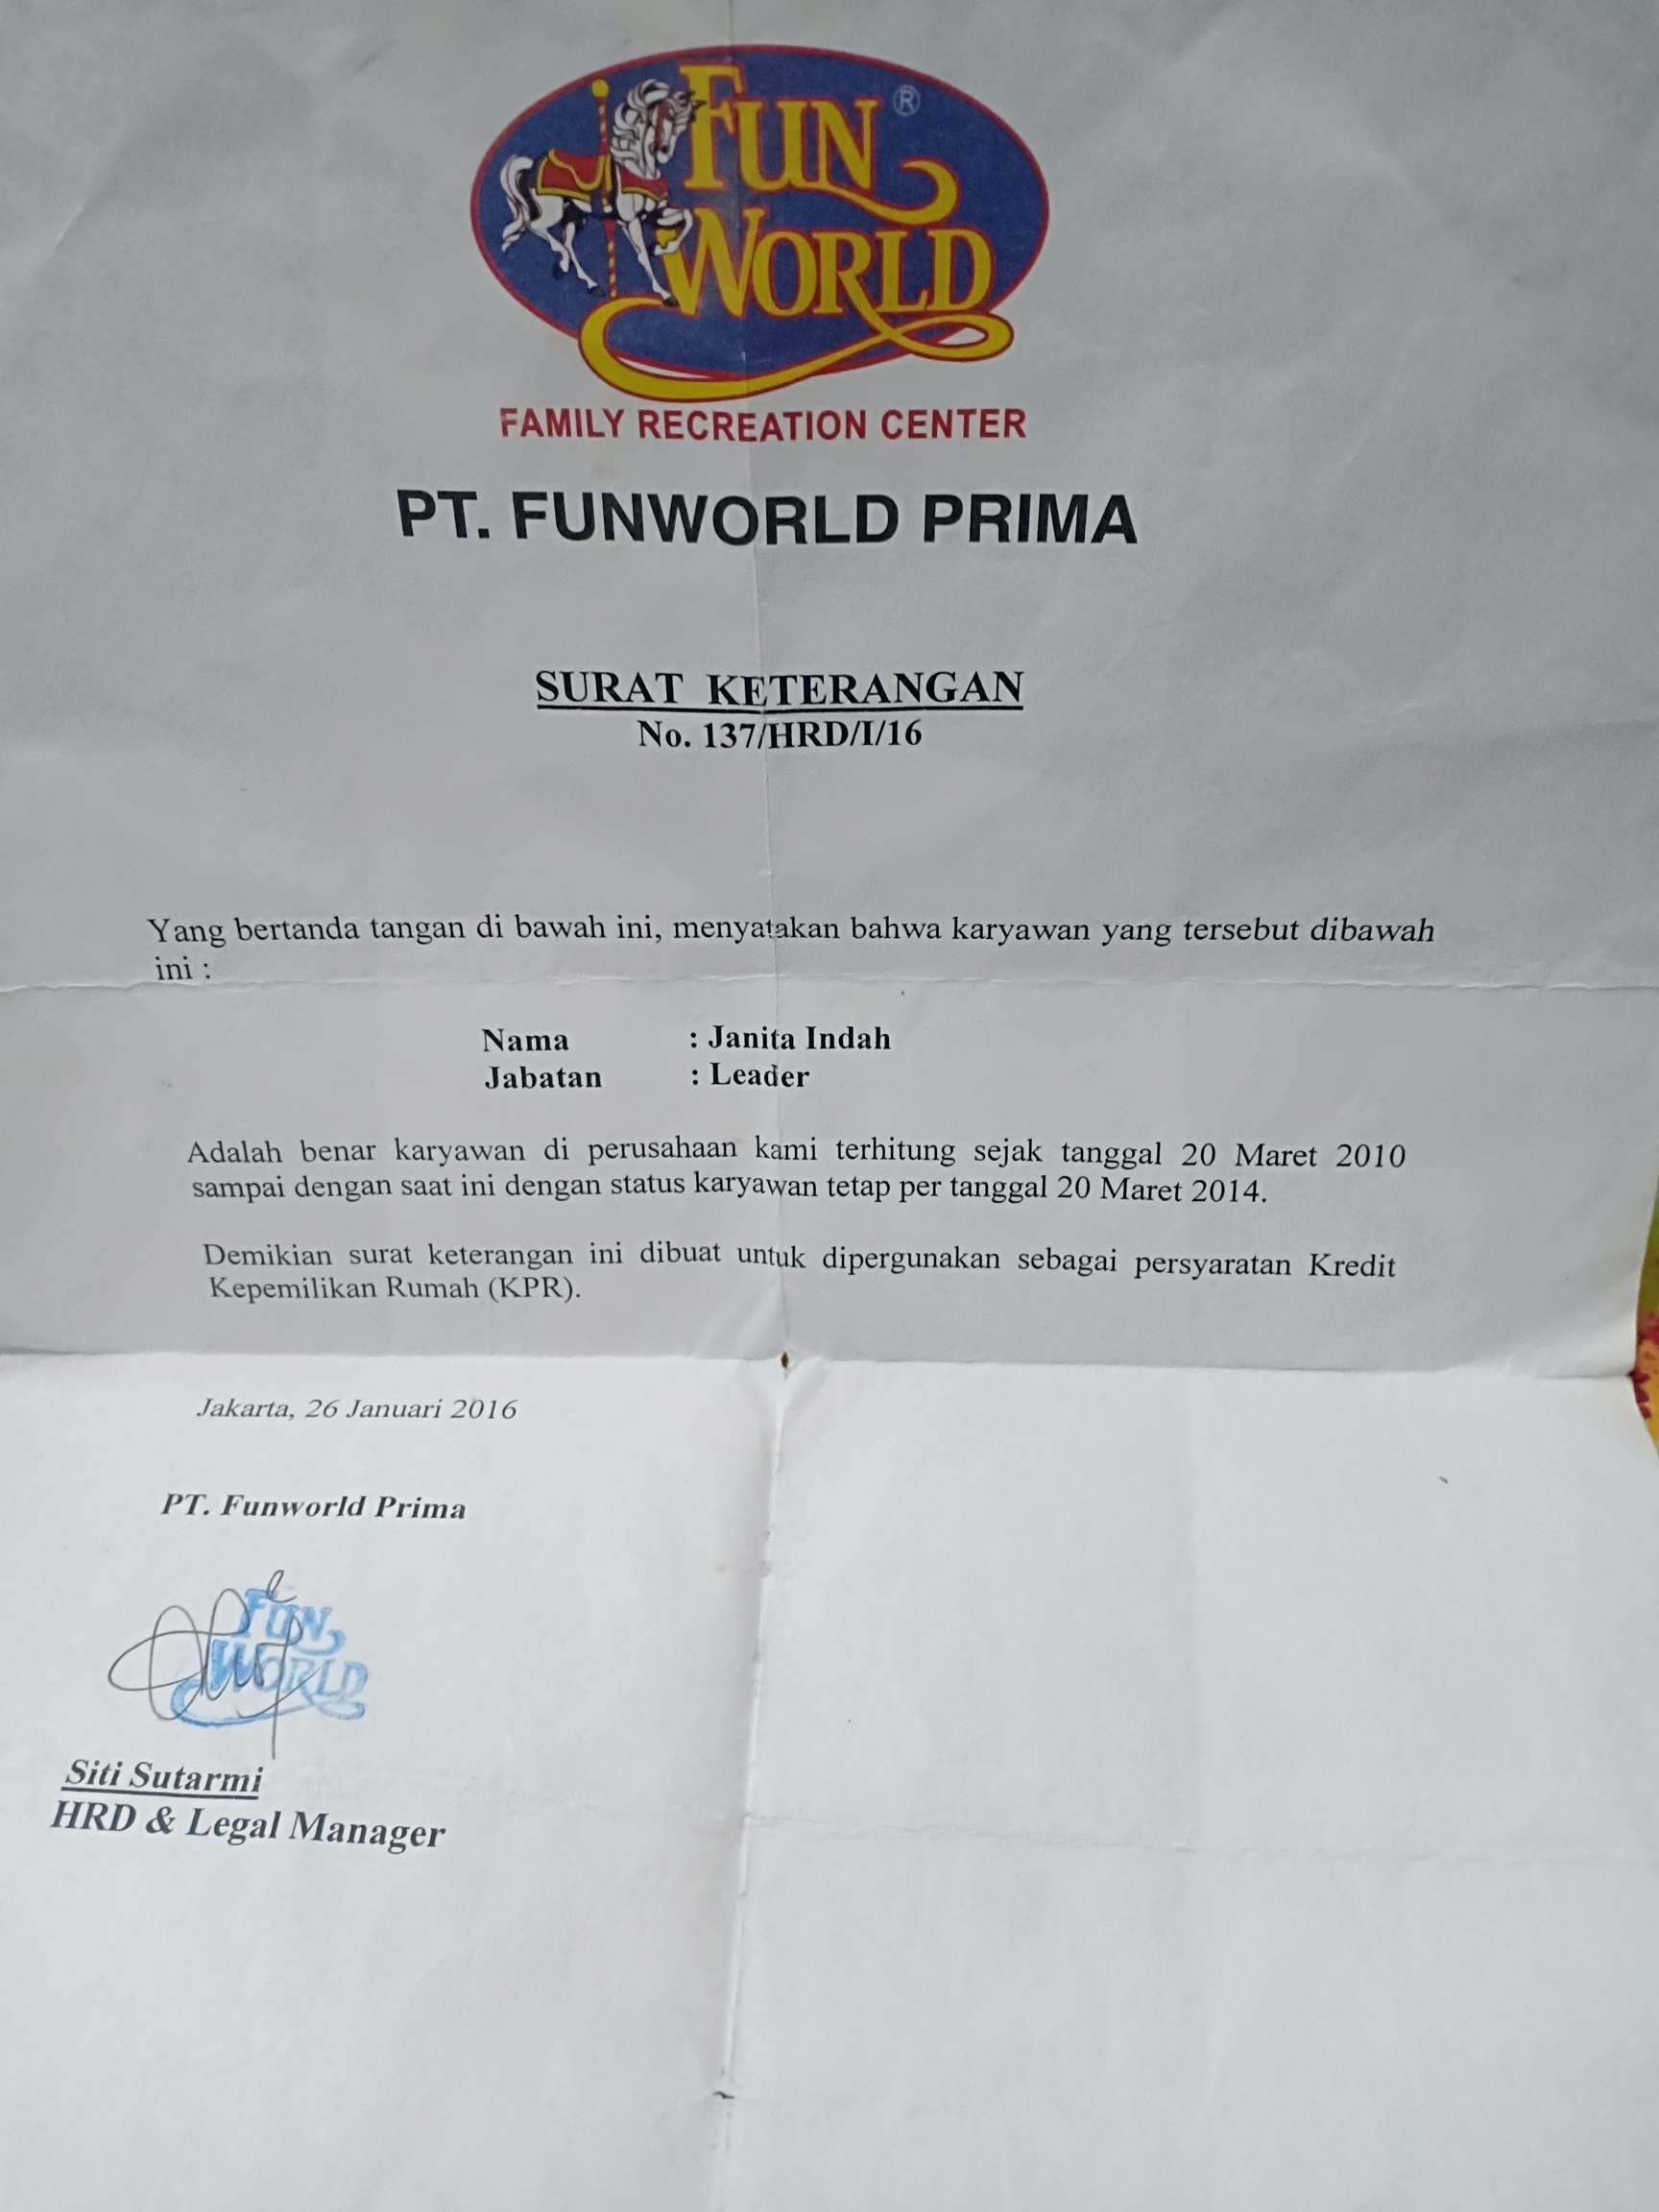 FUN ®
WORLD
FAMILY RECREATION CENTER
PT. FUNWORLD PRIMA
SURAT KETERANGAN
No. 137/HRD/I/16
Yang bertanda tangan di bawah ini, menyatakan bahwa karyawan yang tersebut dibawah
ini :
Nama : Janita Indah
Jabatan : Leader
Adalah benar karyawan di perusahaan kami terhitung sejak tanggal 20 Maret 2010
sampai dengan saat ini dengan status karyawan tetap per tanggal 20 Maret 2014.
Demikian surat keterangan ini dibuat untuk dipergunakan sebagai persyaratan Kredit
Kepemilikan Rumah (KPR).
Jakarta, 26 Januari 2016
PT. Funworld Prima
FUN
WORLD
Siti Sutarmi
HRD & Legal Manager